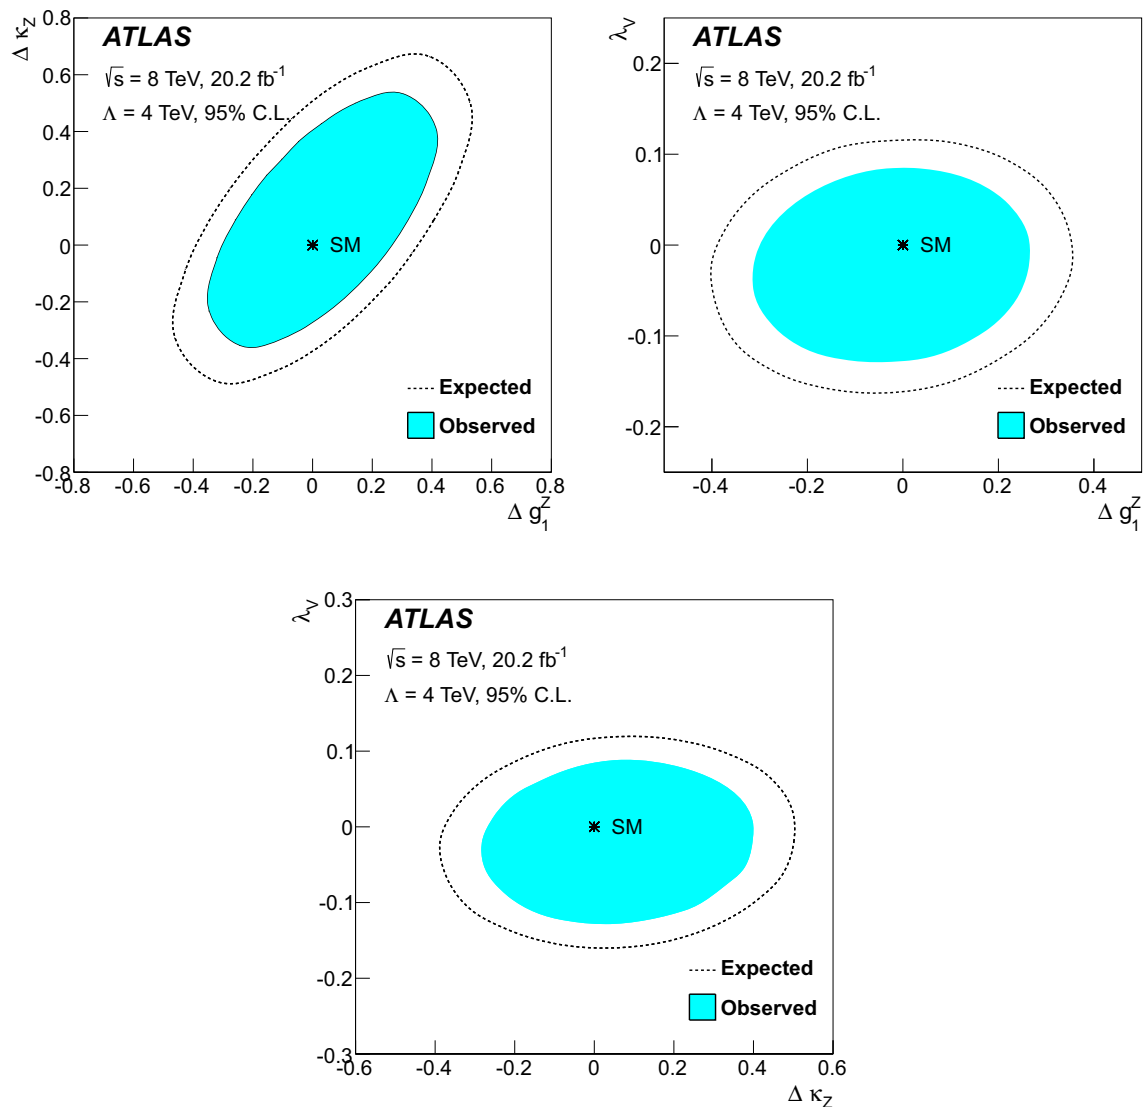 Δ κ_Z
0.8
0.6
0.4
0.2
0
-0.2
-0.4
-0.6
-0.8
ATLAS
√s = 8 TeV, 20.2 fb⁻¹
Λ = 4 TeV, 95% C.L.
SM
Expected
Observed
-0.8 -0.6 -0.4 -0.2 0 0.2 0.4 0.6 0.8
Δ g₁ᶻ
λ_V
0.2
0.1
0
-0.1
-0.2
ATLAS
√s = 8 TeV, 20.2 fb⁻¹
Λ = 4 TeV, 95% C.L.
SM
Expected
Observed
-0.4 -0.2 0 0.2 0.4
Δ g₁ᶻ
λ_V
0.3
0.2
0.1
0
-0.1
-0.2
-0.3
ATLAS
√s = 8 TeV, 20.2 fb⁻¹
Λ = 4 TeV, 95% C.L.
SM
Expected
Observed
-0.6 -0.4 -0.2 0 0.2 0.4 0.6
Δ κ_Z